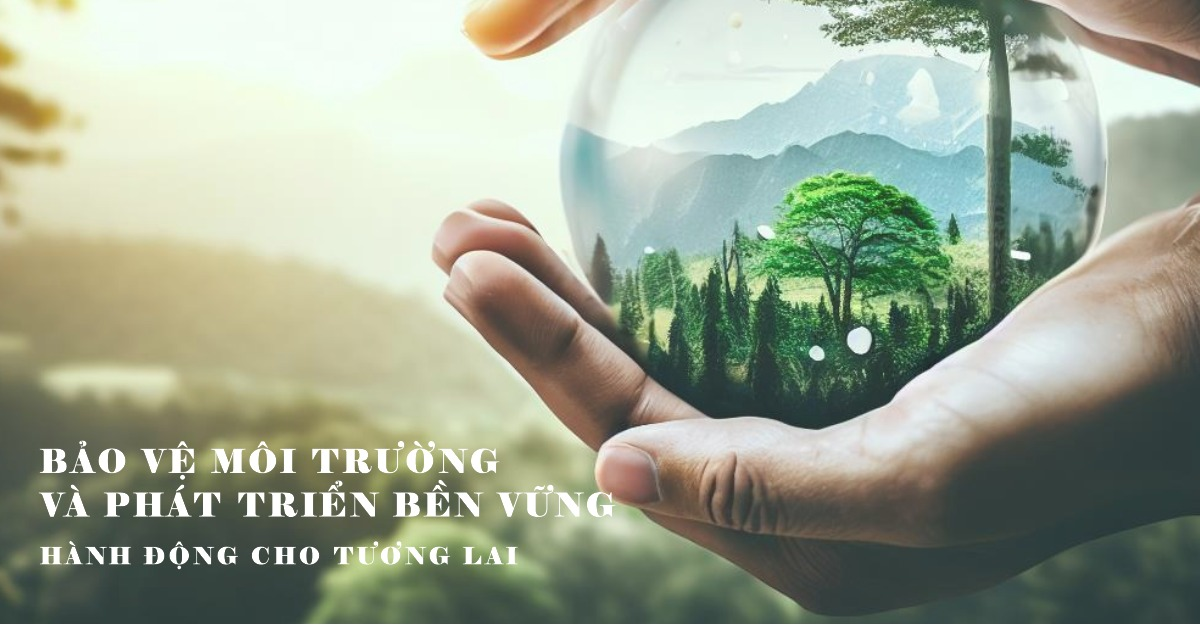 BẢO VỆ MÔI TRƯỜNG
VÀ PHÁT TRIỂN BỀN VỮNG
HÀNH ĐỘNG CHO TƯƠNG LAI